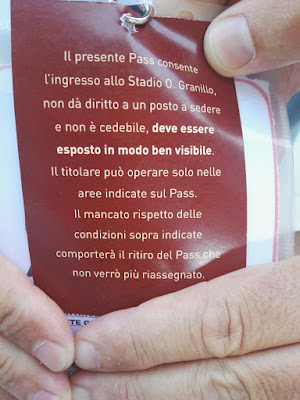 Il presente Pass consente
l'ingresso allo Stadio O. Granillo,
non dà diritto a un posto a sedere
e non è cedibile, deve essere
esposto in modo ben visibile.
Il titolare può operare solo nelle
aree indicate sul Pass.
Il mancato rispetto delle
condizioni sopra indicate
comporterà il ritiro del Pass che
non verrò più riassegnato.